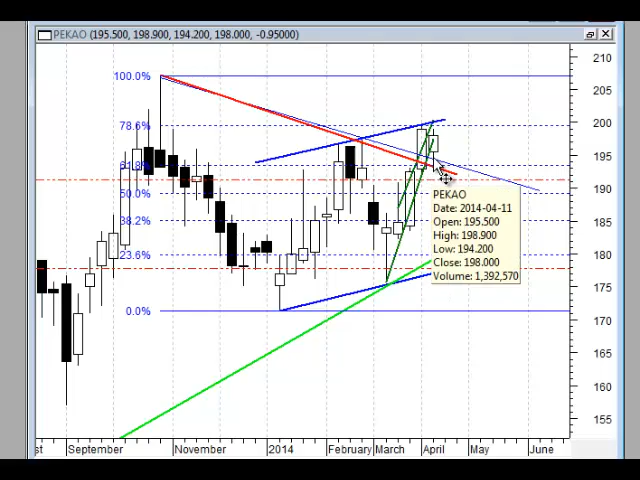 PEKAO (195.500, 198.900, 194.200, 198.000, -0.95000)
210
100.0%
205
200
78.6%
195
61.8%
190
50.0%
PEKAO
Date: 2014-04-11
Open: 195.500
38.2%
185
High: 198.900
Low: 194.200
180
23.6%
Close: 198.000
Volume: 1,392,570
175
0.0%
170
165
160
155
st September November 2014 February March April May June